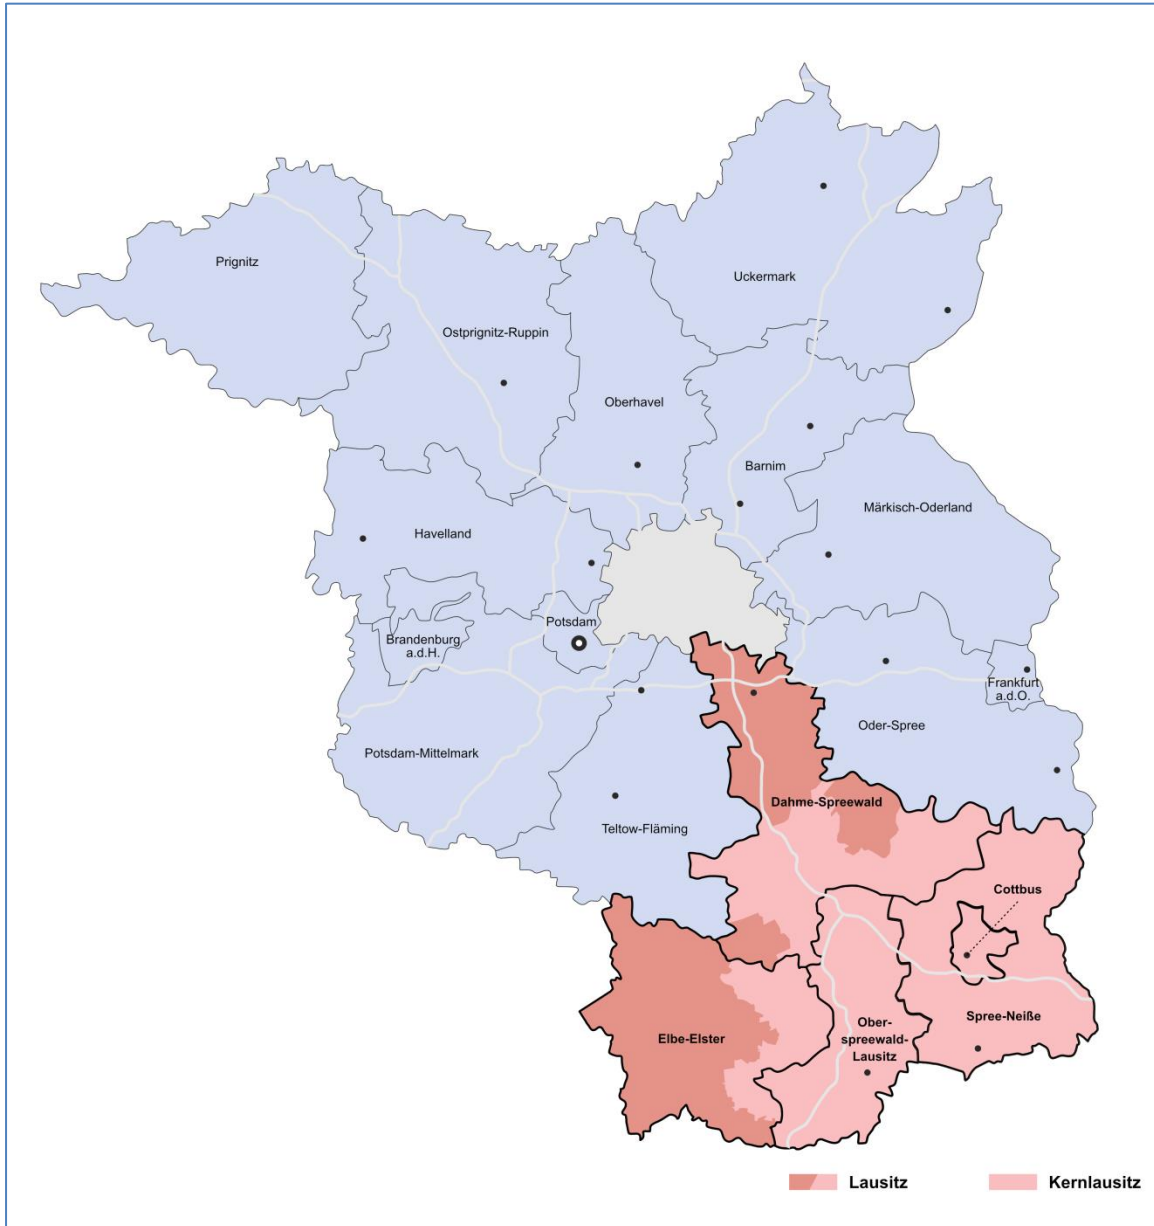 Prignitz
Uckermark
Ostprignitz-Ruppin
Oberhavel
Barnim
Märkisch-Oderland
Havelland
Potsdam
Brandenburg
a.d.H.
Frankfurt
a.d.O.
Oder-Spree
Potsdam-Mittelmark
Dahme-Spreewald
Teltow-Fläming
Cottbus
Spree-Neiße
Elbe-Elster
Ober-
spreewald-
Lausitz
Lausitz
Kernlausitz